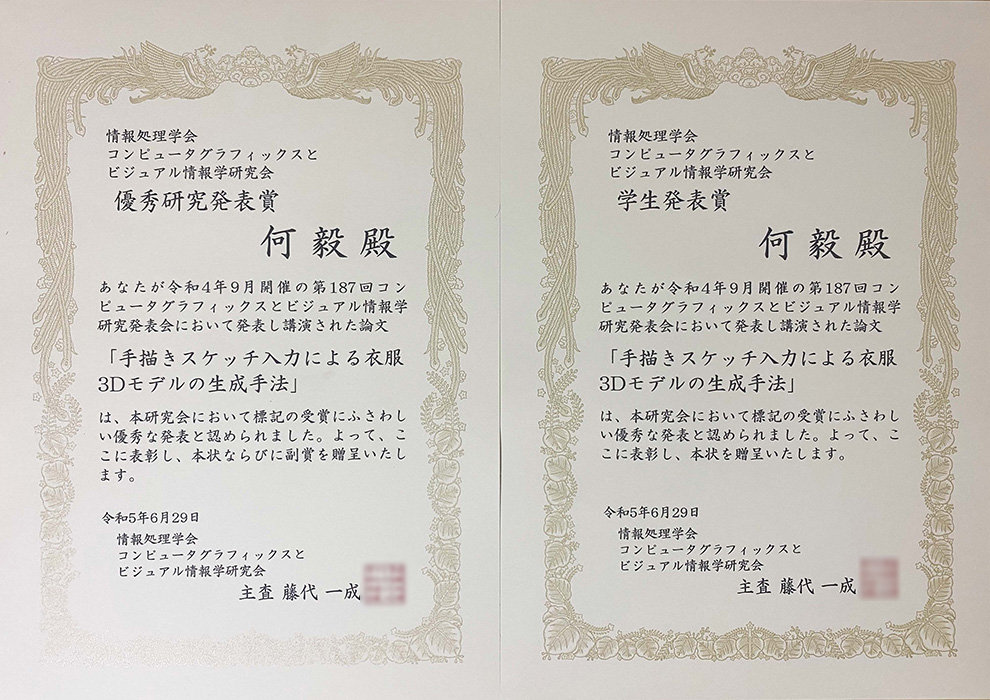 情報処理学会
コンピュータグラフィックスと
ビジュアル情報学研究会
優秀研究発表賞
何 毅 殿
あなたが令和4年9月開催の第187回コン
ピュータグラフィックスとビジュアル情報学
研究発表会において発表し講演された論文
「手描きスケッチ入力による衣服
3Dモデルの生成手法」
は、本研究会において標記の受賞にふさわし
い優秀な発表と認められました。よって、こ
こに表彰し、本状ならびに副賞を贈呈いたし
ます。
令和5年6月29日
情報処理学会
コンピュータグラフィックスと
ビジュアル情報学研究会
主査 藤代 一成
情報処理学会
コンピュータグラフィックスと
ビジュアル情報学研究会
学生発表賞
何 毅 殿
あなたが令和4年9月開催の第187回コン
ピュータグラフィックスとビジュアル情報学
研究発表会において発表し講演された論文
「手描きスケッチ入力による衣服
3Dモデルの生成手法」
は、本研究会において標記の受賞にふさわし
い優秀な発表と認められました。よって、こ
こに表彰し、本状を贈呈いたします。
令和5年6月29日
情報処理学会
コンピュータグラフィックスと
ビジュアル情報学研究会
主査 藤代 一成